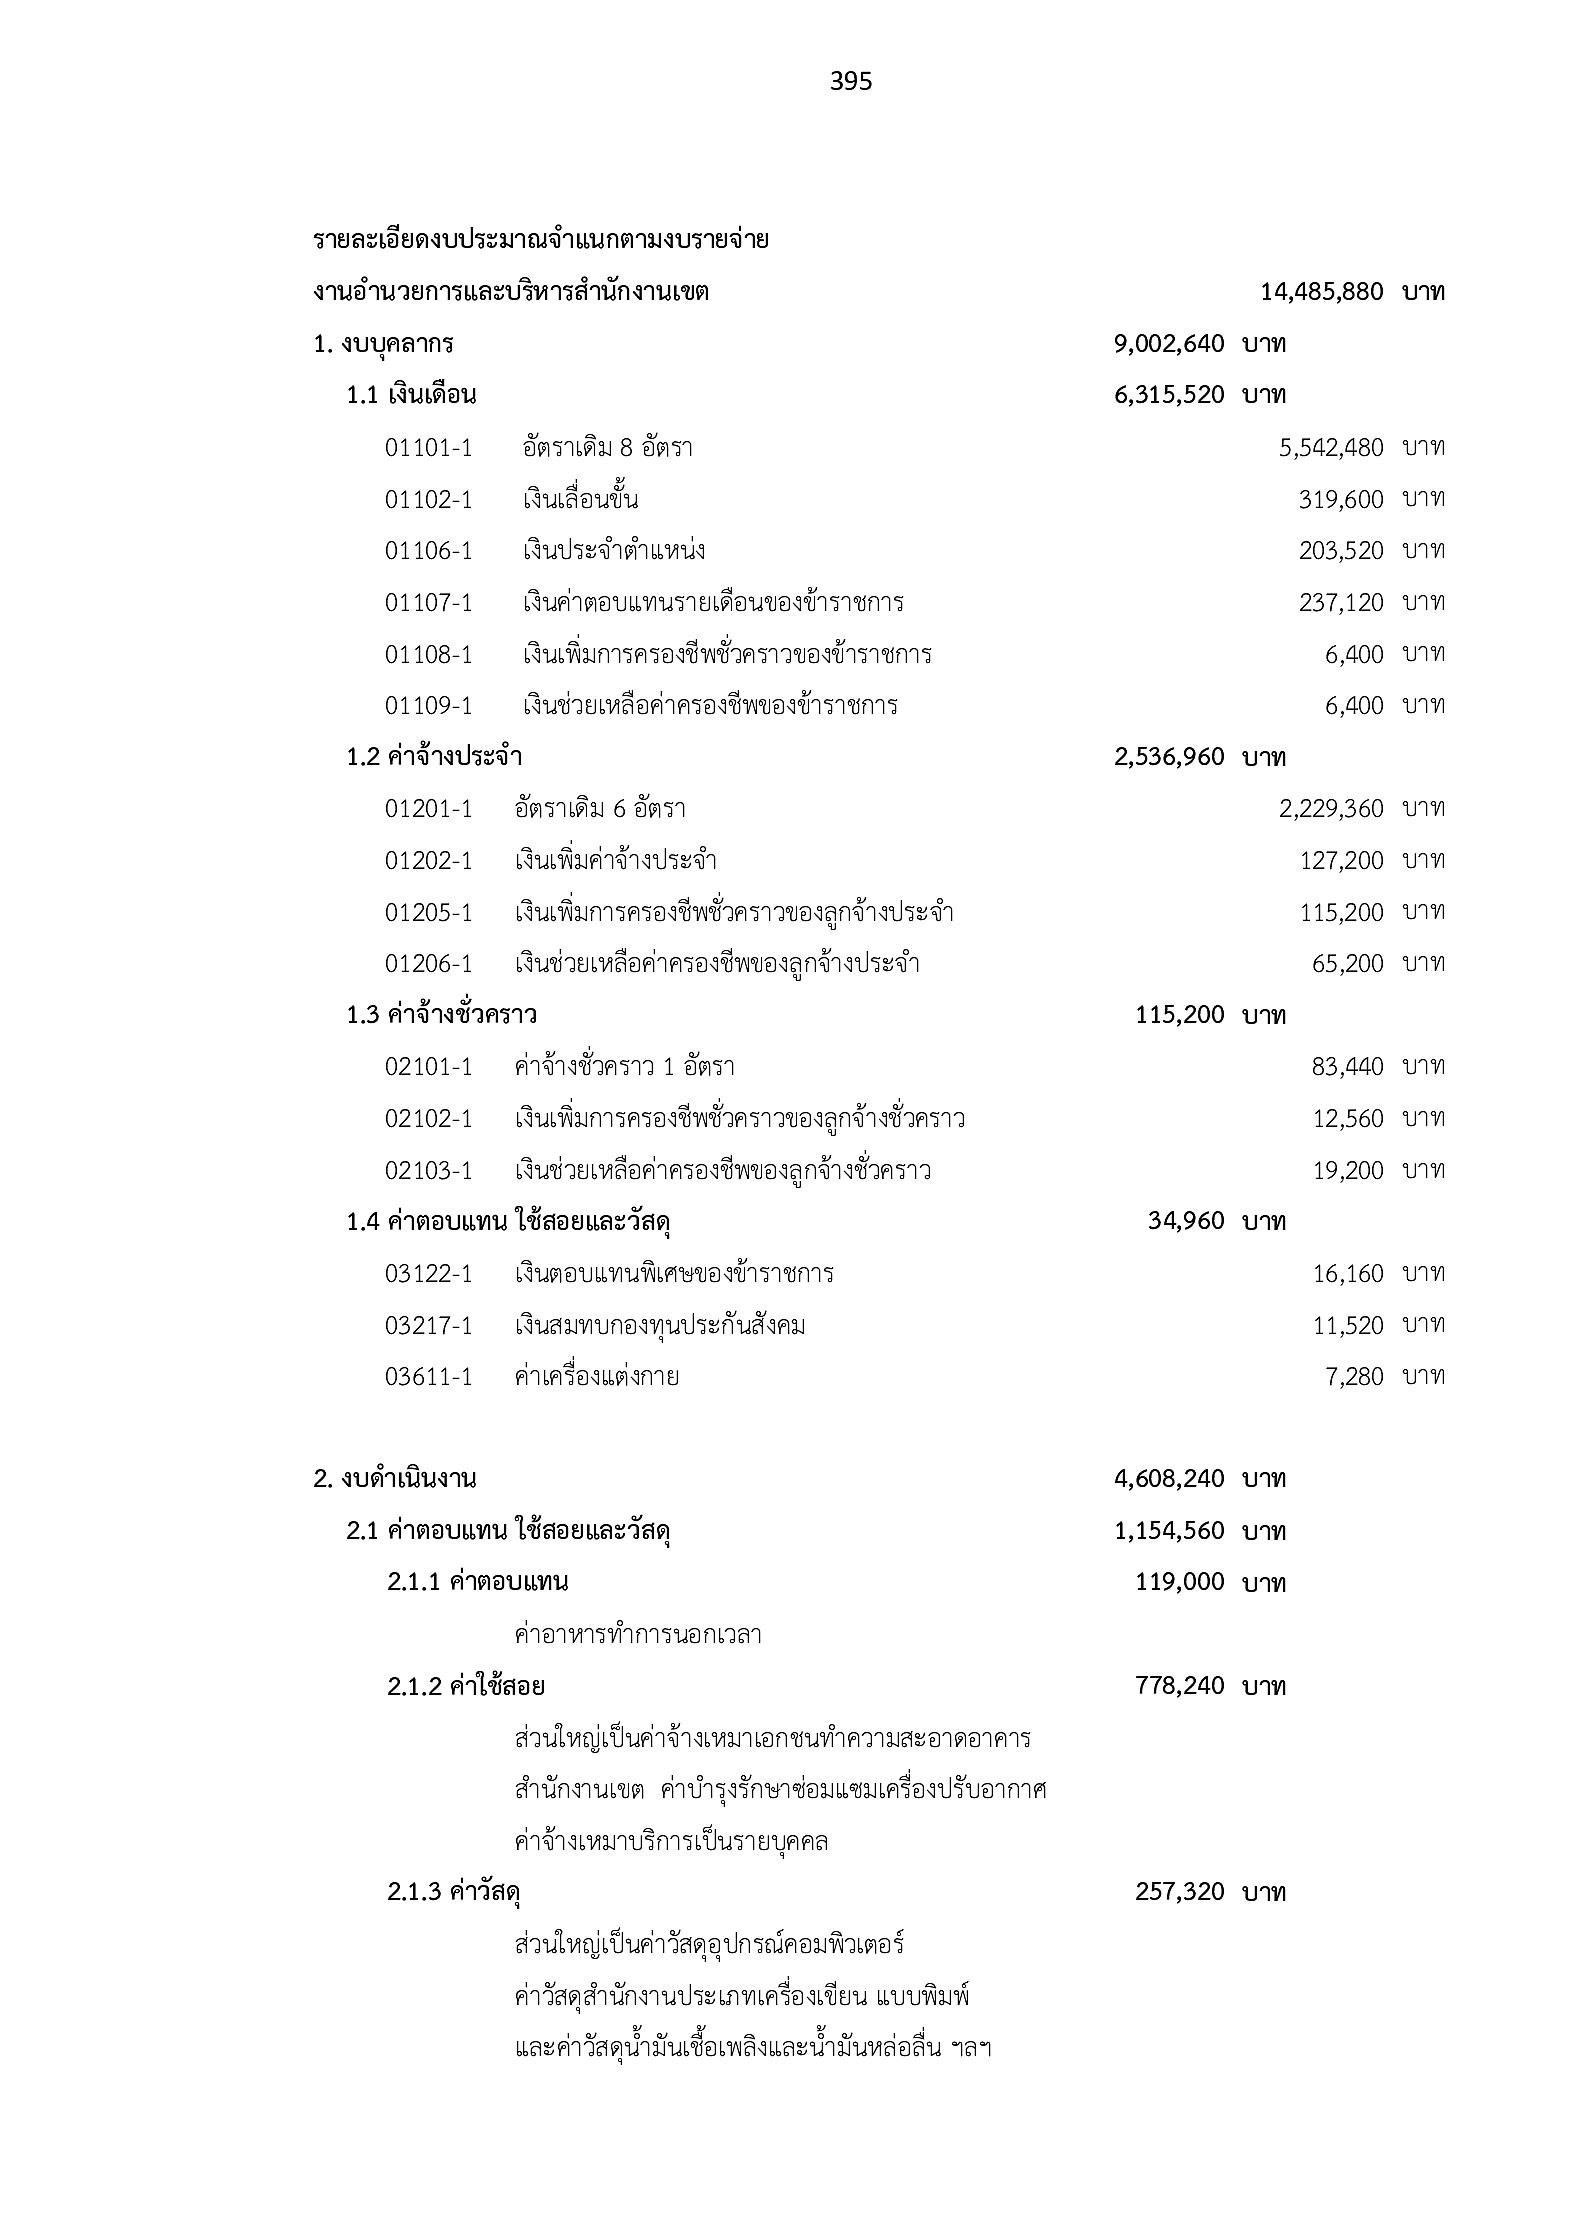 395
รายละเอียดงบประมาณจำแนกตามงบรายจ่าย
งานอำนวยการและบริหารสำนักงานเขต 14,485,880 บาท
1. งบบุคลากร 9,002,640 บาท
1.1 เงินเดือน 6,315,520 บาท
01101-1 อัตราเดิม 8 อัตรา 5,542,480 บาท
01102-1 เงินเลื่อนขั้น 319,600 บาท
01106-1 เงินประจำตำแหน่ง 203,520 บาท
01107-1 เงินค่าตอบแทนรายเดือนของข้าราชการ 237,120 บาท
01108-1 เงินเพิ่มการครองชีพชั่วคราวของข้าราชการ 6,400 บาท
01109-1 เงินช่วยเหลือค่าครองชีพของข้าราชการ 6,400 บาท
1.2 ค่าจ้างประจำ 2,536,960 บาท
01201-1 อัตราเดิม 6 อัตรา 2,229,360 บาท
01202-1 เงินเพิ่มค่าจ้างประจำ 127,200 บาท
01205-1 เงินเพิ่มการครองชีพชั่วคราวของลูกจ้างประจำ 115,200 บาท
01206-1 เงินช่วยเหลือค่าครองชีพของลูกจ้างประจำ 65,200 บาท
1.3 ค่าจ้างชั่วคราว 115,200 บาท
02101-1 ค่าจ้างชั่วคราว 1 อัตรา 83,440 บาท
02102-1 เงินเพิ่มการครองชีพชั่วคราวของลูกจ้างชั่วคราว 12,560 บาท
02103-1 เงินช่วยเหลือค่าครองชีพของลูกจ้างชั่วคราว 19,200 บาท
1.4 ค่าตอบแทน ใช้สอยและวัสดุ 34,960 บาท
03122-1 เงินตอบแทนพิเศษของข้าราชการ 16,160 บาท
03217-1 เงินสมทบกองทุนประกันสังคม 11,520 บาท
03611-1 ค่าเครื่องแต่งกาย 7,280 บาท
2. งบดำเนินงาน 4,608,240 บาท
2.1 ค่าตอบแทน ใช้สอยและวัสดุ 1,154,560 บาท
2.1.1 ค่าตอบแทน 119,000 บาท
ค่าอาหารทำการนอกเวลา
2.1.2 ค่าใช้สอย 778,240 บาท
ส่วนใหญ่เป็นค่าจ้างเหมาเอกชนทำความสะอาดอาคาร
สำนักงานเขต ค่าบำรุงรักษาซ่อมแซมเครื่องปรับอากาศ
ค่าจ้างเหมาบริการเป็นรายบุคคล
2.1.3 ค่าวัสดุ 257,320 บาท
ส่วนใหญ่เป็นค่าวัสดุอุปกรณ์คอมพิวเตอร์
ค่าวัสดุสำนักงานประเภทเครื่องเขียน แบบพิมพ์
และค่าวัสดุน้ำมันเชื้อเพลิงและน้ำมันหล่อลื่น ฯลฯ